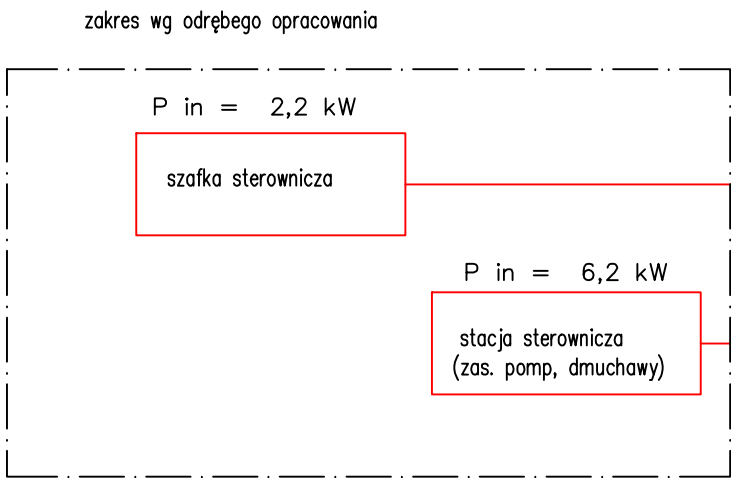 zakres wg odrębego opracowania
P in = 2,2 kW
szafka sterownicza
P in = 6,2 kW
stacja sterownicza
(zas. pomp, dmuchawy)